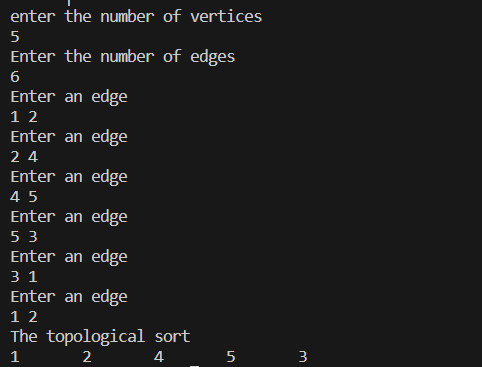 enter the number of vertices
5
Enter the number of edges
6
Enter an edge
1 2
Enter an edge
2 4
Enter an edge
4 5
Enter an edge
5 3
Enter an edge
3 1
Enter an edge
1 2
The topological sort
1 2 4 5 3